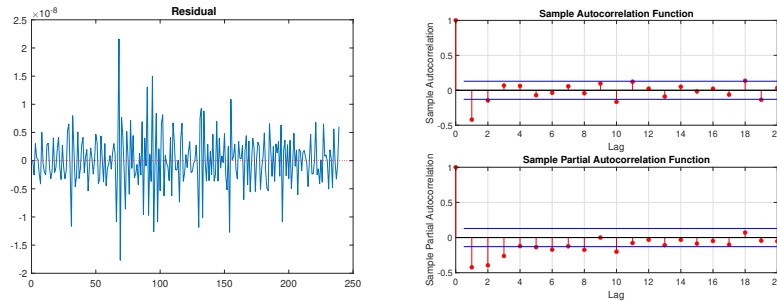 ×10-8
Residual
2.5
2
1.5
1
0.5
0
-0.5
-1
-1.5
-2
0 50 100 150 200 250
Sample Autocorrelation Function
Sample Autocorrelation
1
0.5
0
-0.5
0 2 4 6 8 10 12 14 16 18 20
Lag
Sample Partial Autocorrelation Function
Sample Partial Autocorrelation
1
0.5
0
-0.5
0 2 4 6 8 10 12 14 16 18 20
Lag